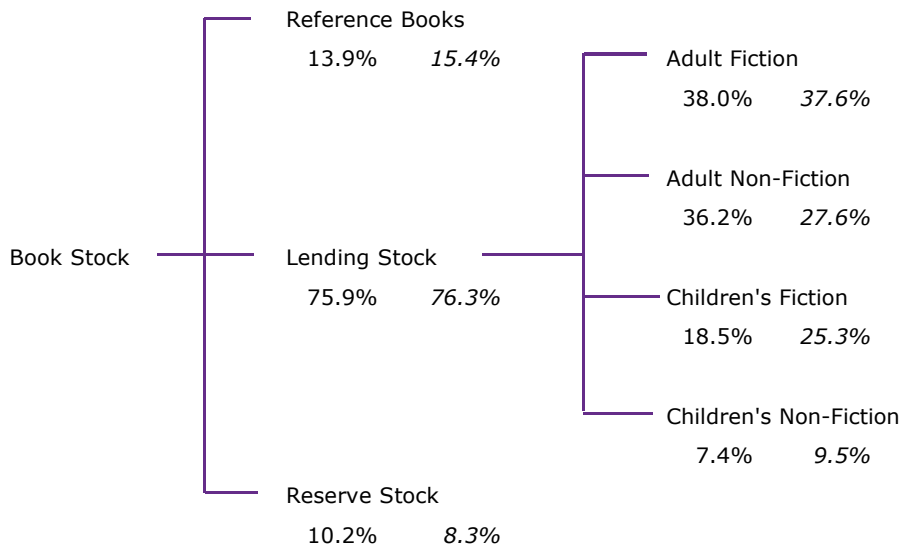 Reference Books
13.9% 15.4%
Adult Fiction
38.0% 37.6%
Adult Non-Fiction
36.2% 27.6%
Book Stock
Lending Stock
75.9% 76.3%
Children's Fiction
18.5% 25.3%
Children's Non-Fiction
7.4% 9.5%
Reserve Stock
10.2% 8.3%